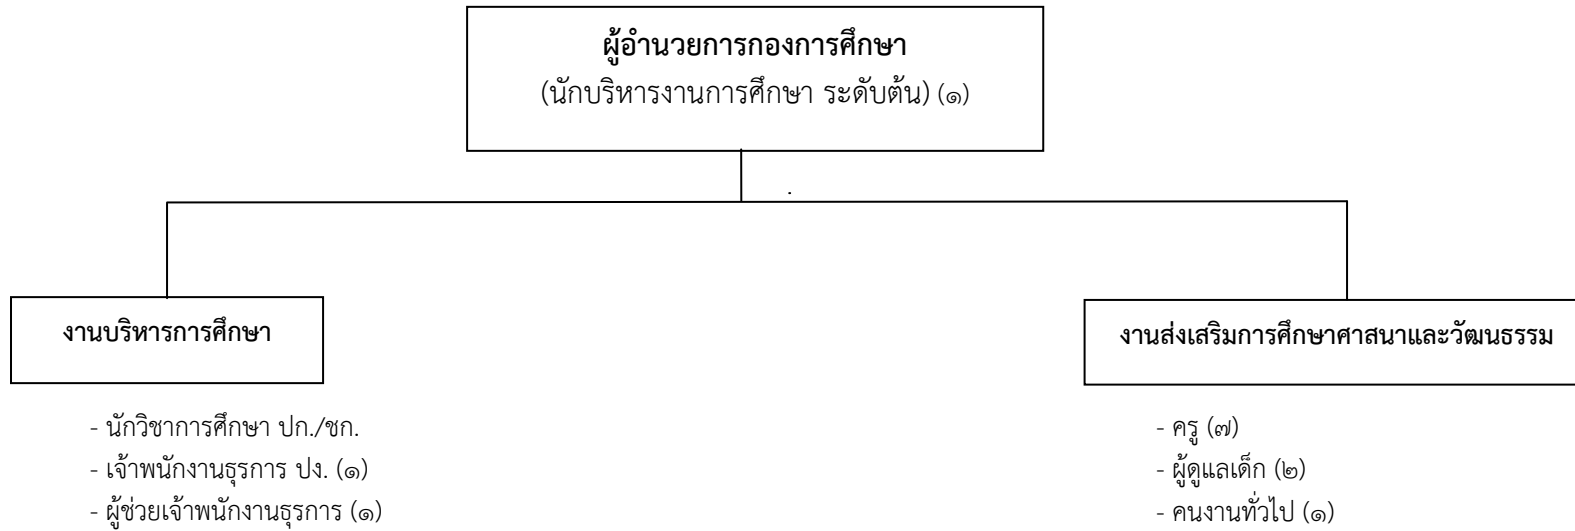 ผู้อำนวยการกองการศึกษา
(นักบริหารงานการศึกษา ระดับต้น) (๑)
งานบริหารการศึกษา
- นักวิชาการศึกษา ปก./ชก.
- เจ้าพนักงานธุรการ ปง. (๑)
- ผู้ช่วยเจ้าพนักงานธุรการ (๑)
งานส่งเสริมการศึกษาศาสนาและวัฒนธรรม
- ครู (๗)
- ผู้ดูแลเด็ก (๒)
- คนงานทั่วไป (๑)